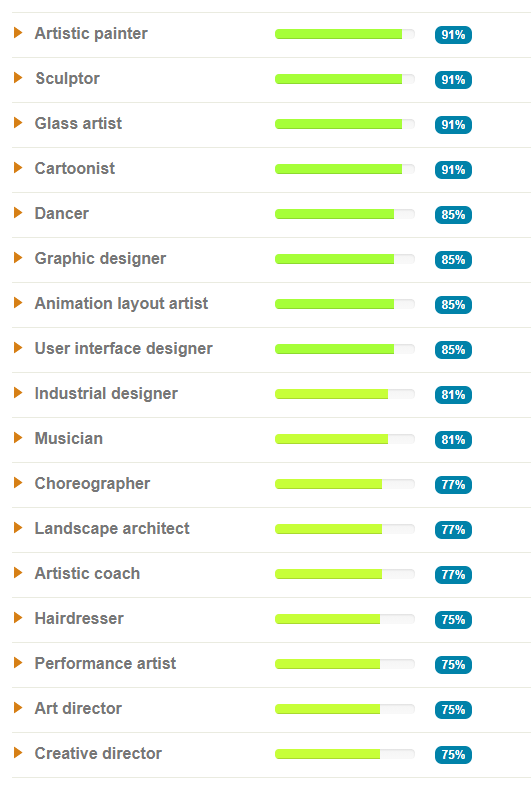 Artistic painter 91%
Sculptor 91%
Glass artist 91%
Cartoonist 91%
Dancer 85%
Graphic designer 85%
Animation layout artist 85%
User interface designer 85%
Industrial designer 81%
Musician 81%
Choreographer 77%
Landscape architect 77%
Artistic coach 77%
Hairdresser 75%
Performance artist 75%
Art director 75%
Creative director 75%